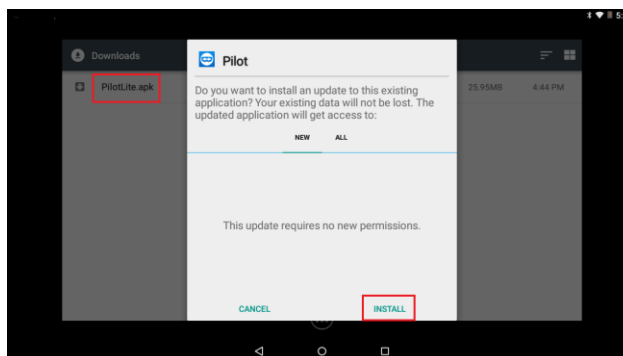 5:
Downloads
PilotLite.apk
25.95MB
4:44 PM
Pilot
Do you want to install an update to this existing
application? Your existing data will not be lost. The
updated application will get access to:
NEW
ALL
This update requires no new permissions.
CANCEL
INSTALL